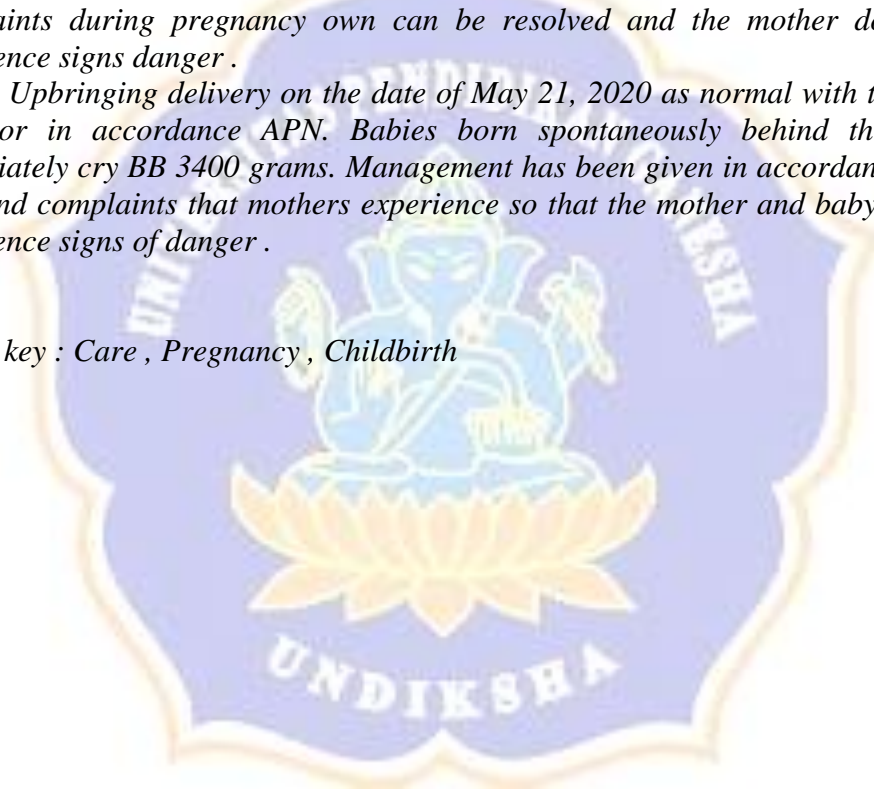 aints during pregnancy own can be resolved and the mother do
ence signs danger .
Upbringing delivery on the date of May 21, 2020 as normal with t
or in accordance APN. Babies born spontaneously behind th
iately cry BB 3400 grams. Management has been given in accordan
nd complaints that mothers experience so that the mother and baby
ence signs of danger .
key : Care , Pregnancy , Childbirth
UNDIKSHA